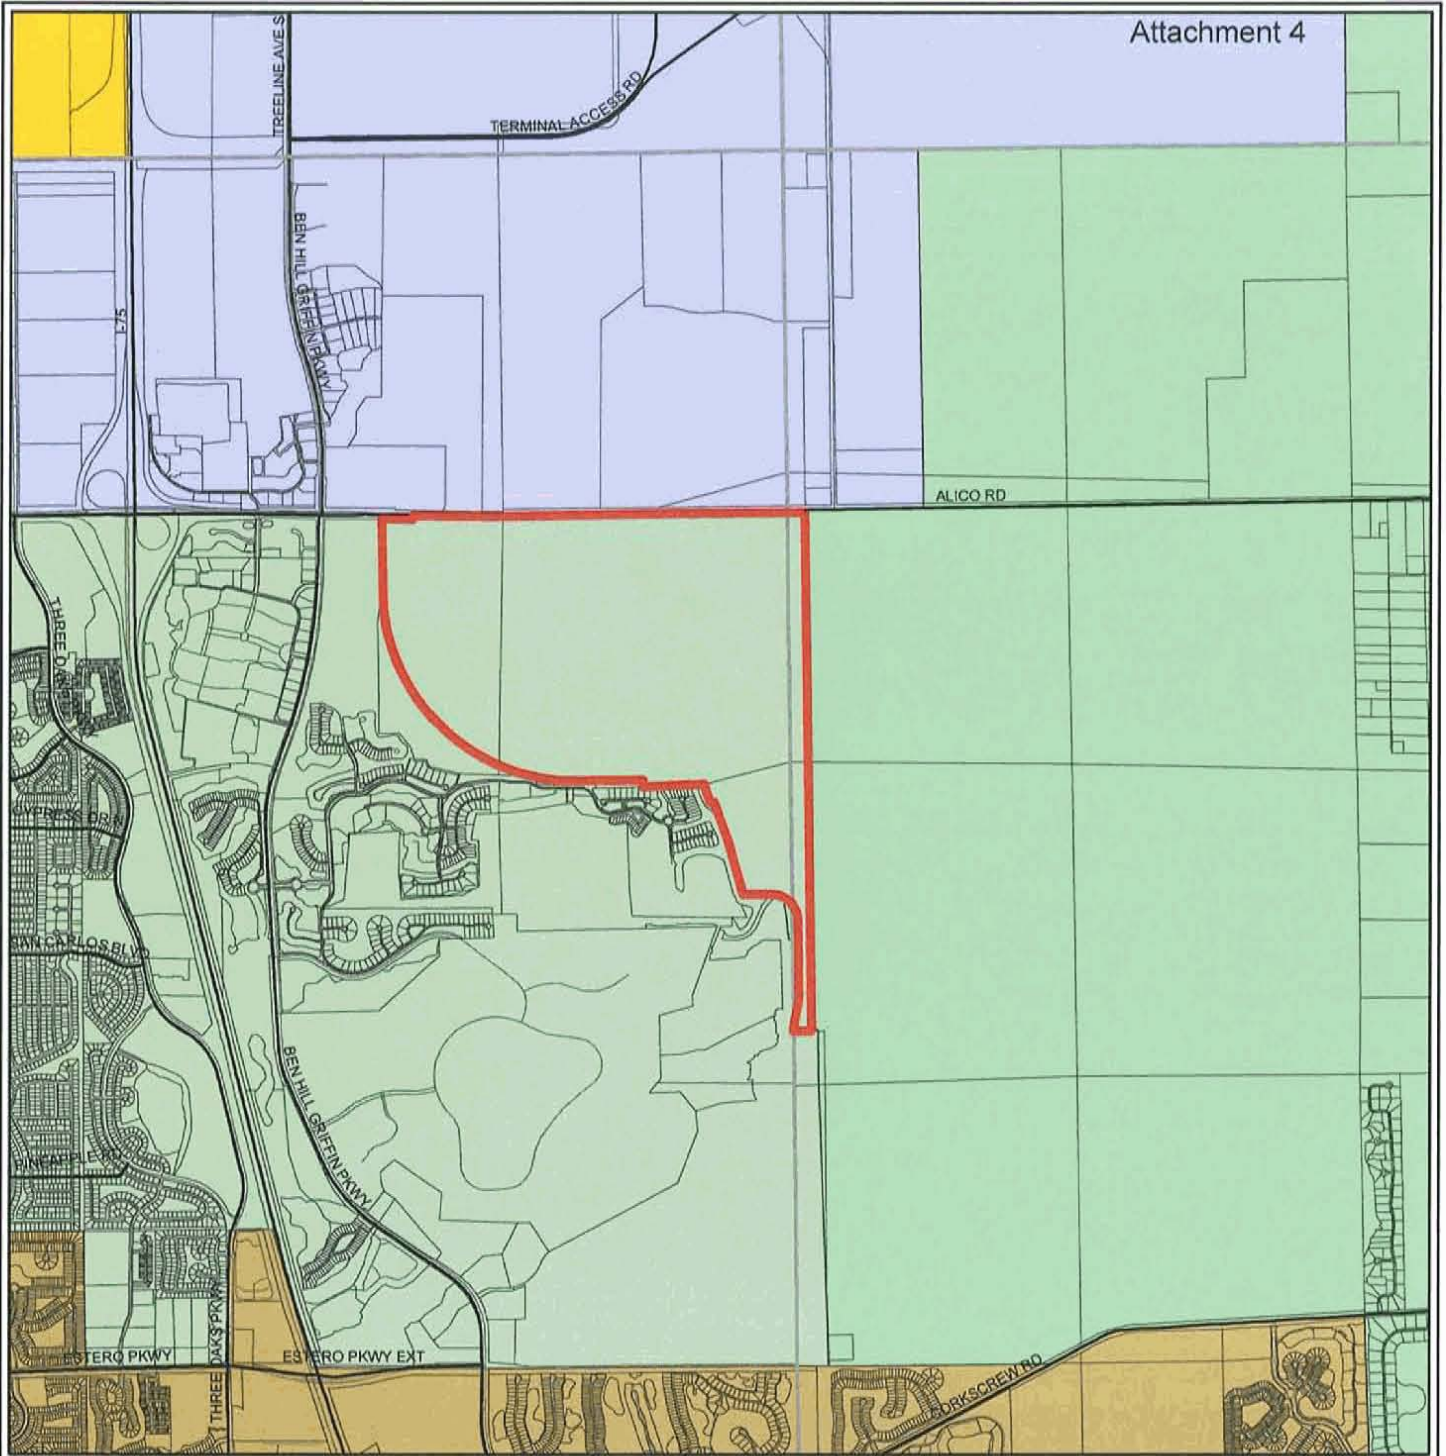 Attachment 4
TREELINE AVE S
TERMINAL ACCESS RD
BEN HILL GRIFFIN PKWY
I-75
ALICO RD
THREE OAKS
CYPRESS DR N
SAN CARLOS BLVD
BEN HILL GRIFFIN PKWY
PINEAPPLE RD
THREE OAKS PKWY
ESTERO PKWY
ESTERO PKWY EXT
CORKSCREW RD